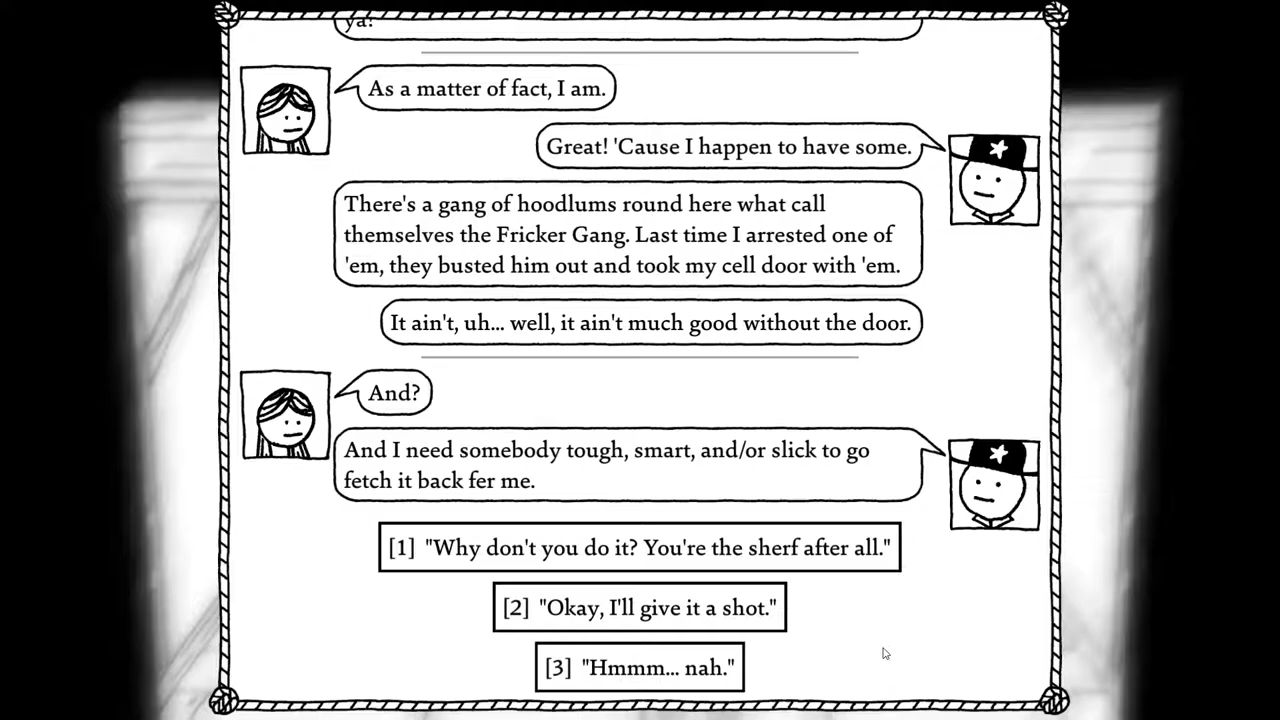 ya?
As a matter of fact, I am.
Great! 'Cause I happen to have some.
There's a gang of hoodlums round here what call
themselves the Fricker Gang. Last time I arrested one of
'em, they busted him out and took my cell door with 'em.
It ain't, uh... well, it ain't much good without the door.
And?
And I need somebody tough, smart, and/or slick to go
fetch it back fer me.
[1] "Why don't you do it? You're the sherf after all."
[2] "Okay, I'll give it a shot."
[3] "Hmmm... nah."